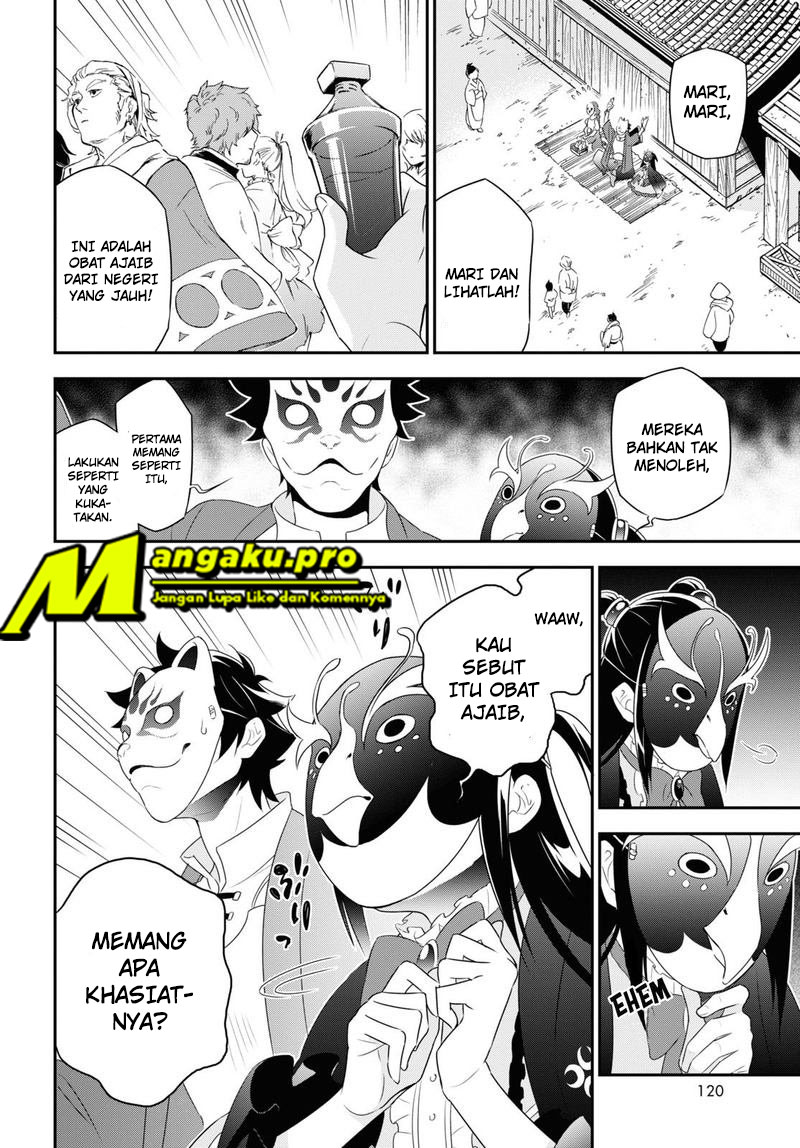 MARI,
MARI,
MARI DAN
LIHATLAH!
INI ADALAH
OBAT AJAIB
DARI NEGERI
YANG JAUH!
MEREKA
BAHKAN TAK
MENOLEH,
PERTAMA
MEMANG
SEPERTI
ITU,
LAKUKAN
SEPERTI
YANG
KUKA-
TAKAN.
Mangaku.pro
Jangan Lupa Like dan Komennya
EHEM
WAAW,
KAU
SEBUT
ITU OBAT
AJAIB,
MEMANG
APA
KHASIAT-
NYA?
120